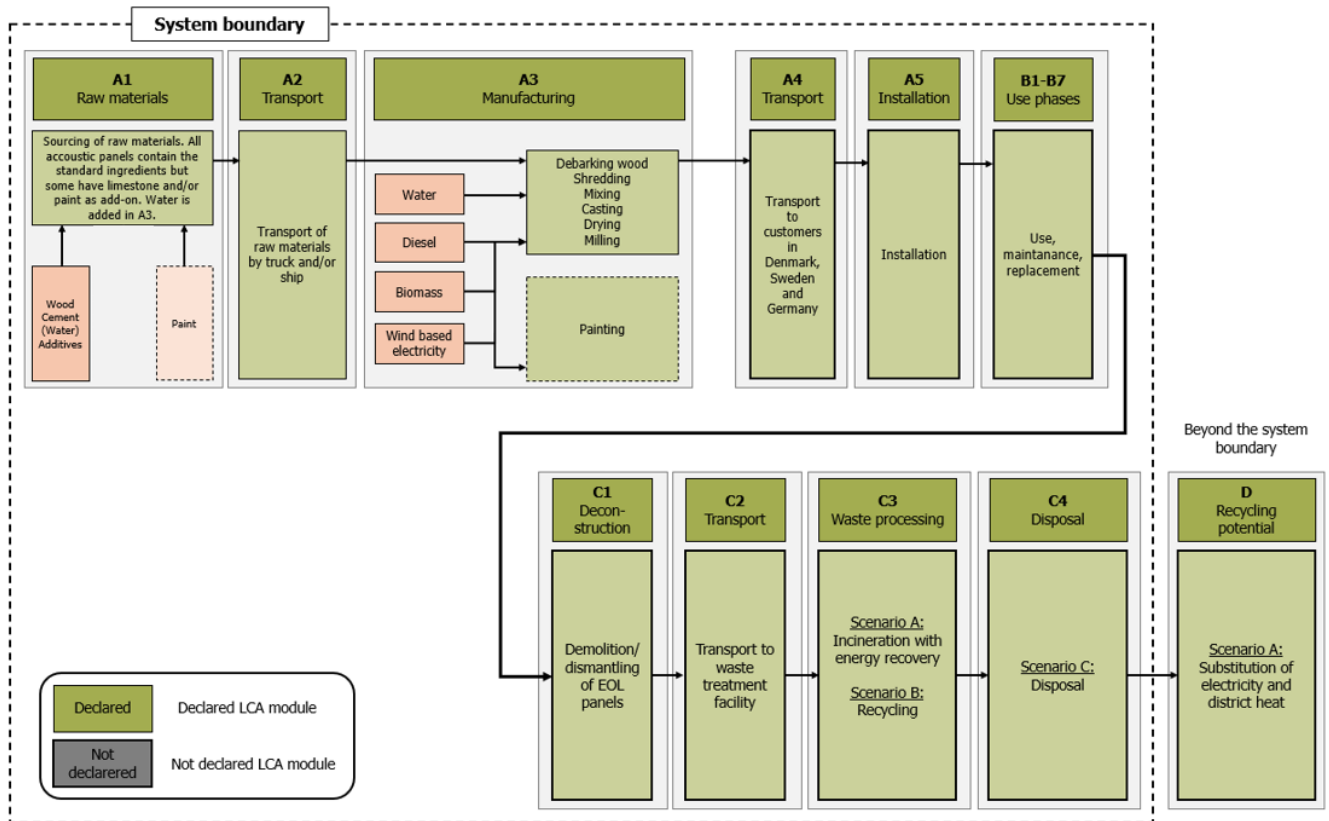 System boundary
A1
Raw materials
A2
Transport
A3
Manufacturing
A4
Transport
A5
Installation
B1-B7
Use phases
Sourcing of raw materials. All
accoustic panels contain the
standard ingredients but
some have limestone and/or
paint as add-on. Water is
added in A3.
Wood
Cement
(Water)
Additives
Paint
Transport of
raw materials
by truck and/or
ship
Water
Diesel
Biomass
Wind based
electricity
Debarking wood
Shredding
Mixing
Casting
Drying
Milling
Painting
Transport
to
customers
in
Denmark,
Sweden
and
Germany
Installation
Use,
maintanance,
replacement
Beyond the system
boundary
C1
Decon-
struction
C2
Transport
C3
Waste processing
C4
Disposal
D
Recycling
potential
Demolition/
dismantling
of EOL
panels
Transport to
waste
treatment
facility
Scenario A:
Incineration with
energy recovery
Scenario B:
Recycling
Scenario C:
Disposal
Scenario A:
Substitution of
electricity and
district heat
Declared
Declared LCA module
Not
declarered
Not declared LCA module